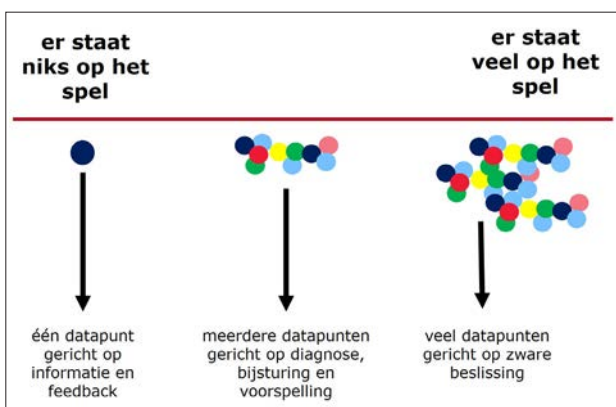 er staat
niks op het
spel
er staat
veel op het
spel
één datapunt
gericht op
informatie en
feedback
meerdere datapunten
gericht op diagnose,
bijsturing en
voorspelling
veel datapunten
gericht op zware
beslissing